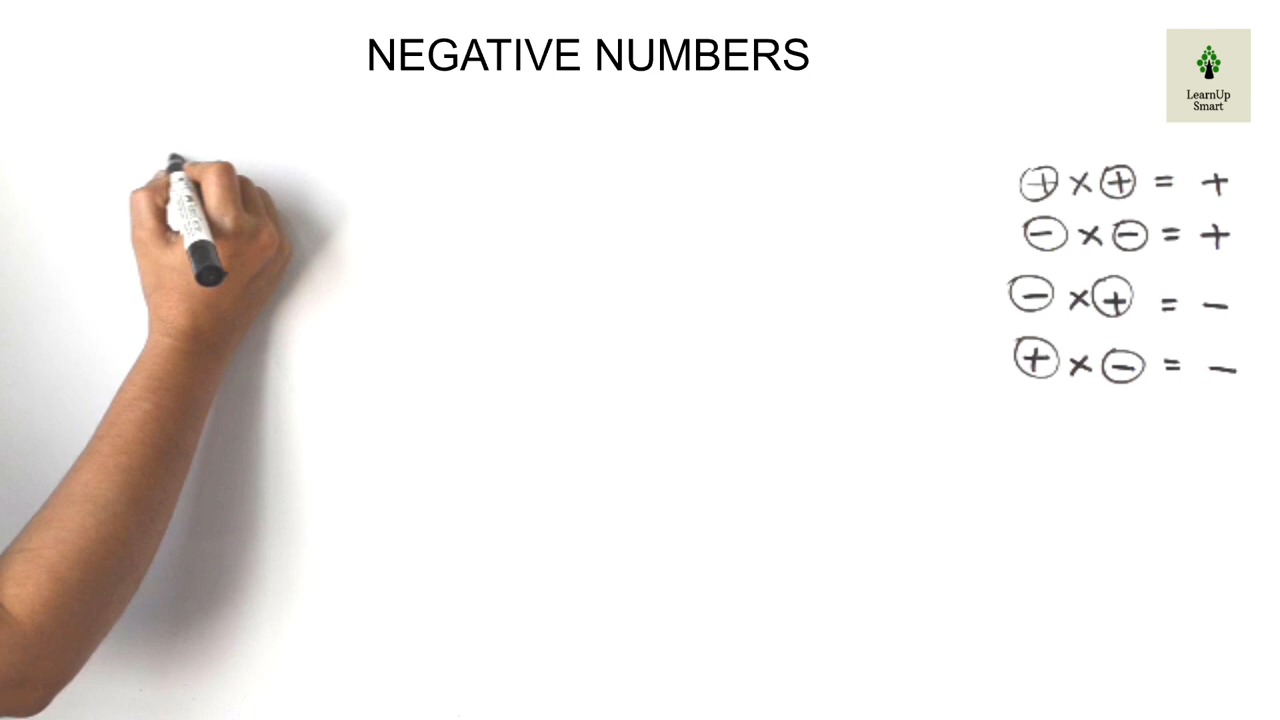 NEGATIVE NUMBERS
LearnUp
Smart
⊕ × ⊕ = +
⊖ × ⊖ = +
⊖ × ⊕ = -
⊕ × ⊖ = -